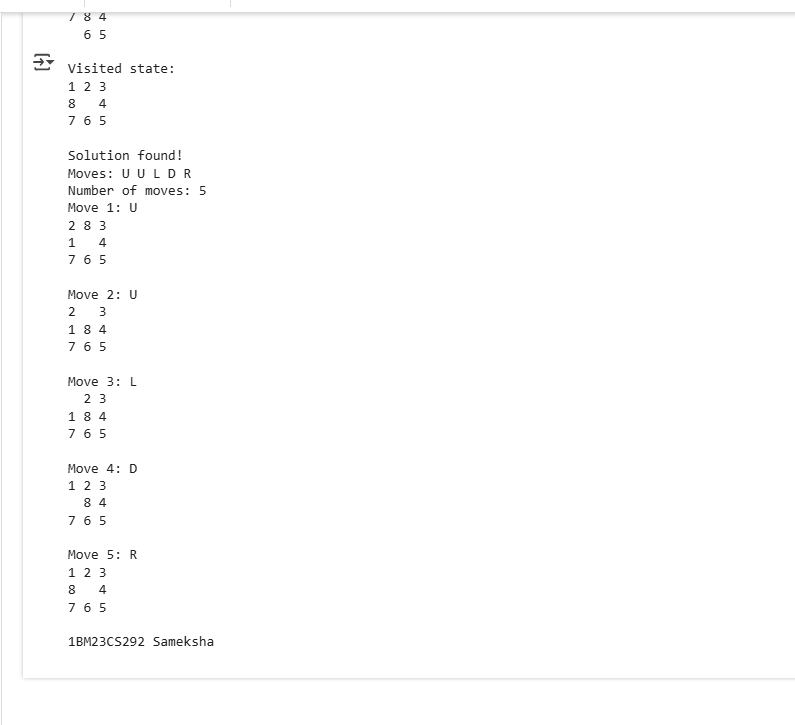 7 8 4
  6 5
Visited state:
1 2 3
8   4
7 6 5
Solution found!
Moves: U U L D R
Number of moves: 5
Move 1: U
2 8 3
1   4
7 6 5
Move 2: U
2   3
1 8 4
7 6 5
Move 3: L
  2 3
1 8 4
7 6 5
Move 4: D
1 2 3
  8 4
7 6 5
Move 5: R
1 2 3
8   4
7 6 5
1BM23CS292 Sameksha